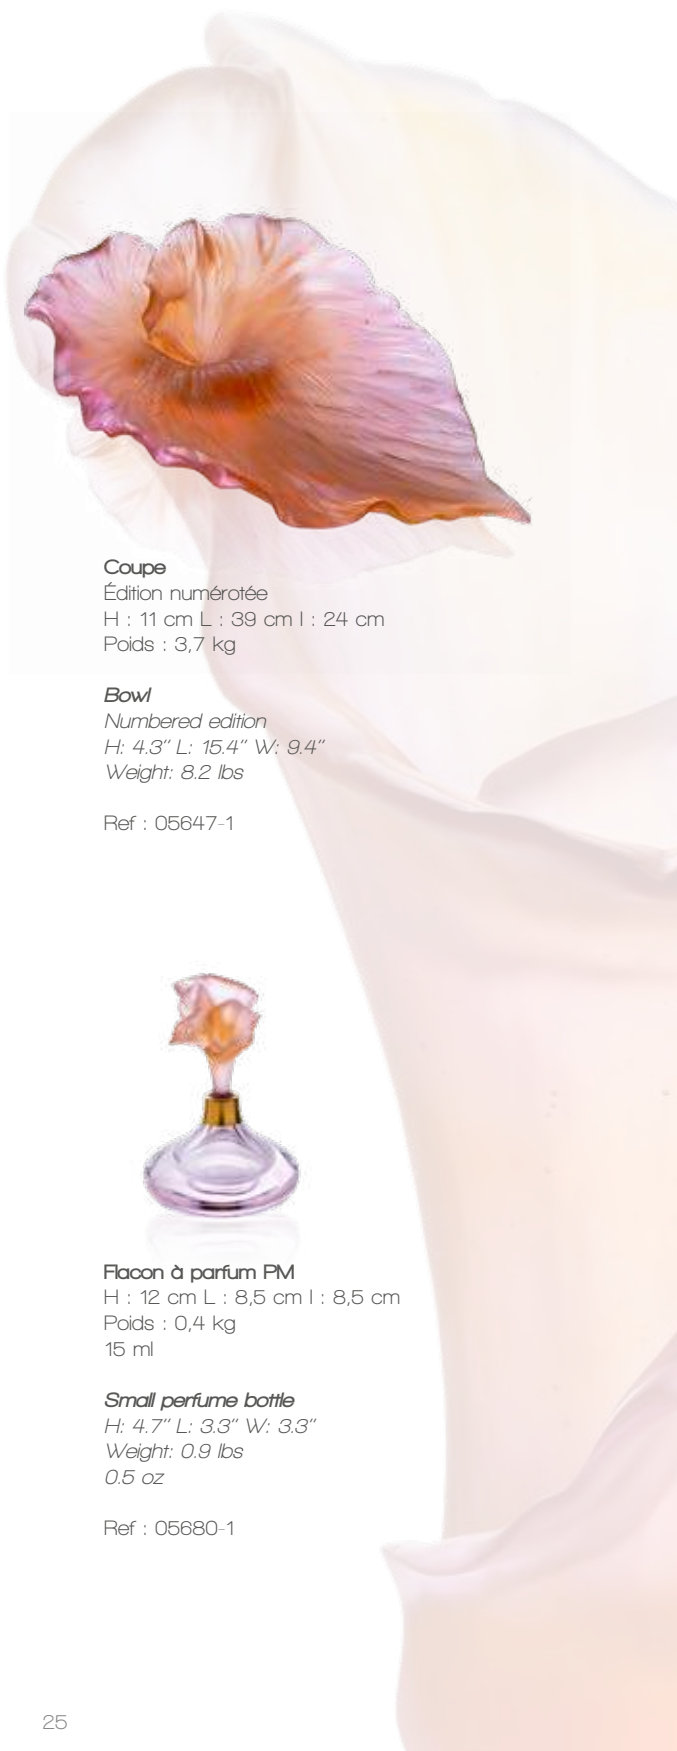 Coupe
Édition numérotée
H : 11 cm L : 39 cm l : 24 cm
Poids : 3,7 kg
Bowl
Numbered edition
H: 4.3’’ L: 15.4’’ W: 9.4’’
Weight: 8.2 lbs
Ref : 05647-1
Flacon à parfum PM
H : 12 cm L : 8,5 cm l : 8,5 cm
Poids : 0,4 kg
15 ml
Small perfume bottle
H: 4.7’’ L: 3.3’’ W: 3.3’’
Weight: 0.9 lbs
0.5 oz
Ref : 05680-1
25